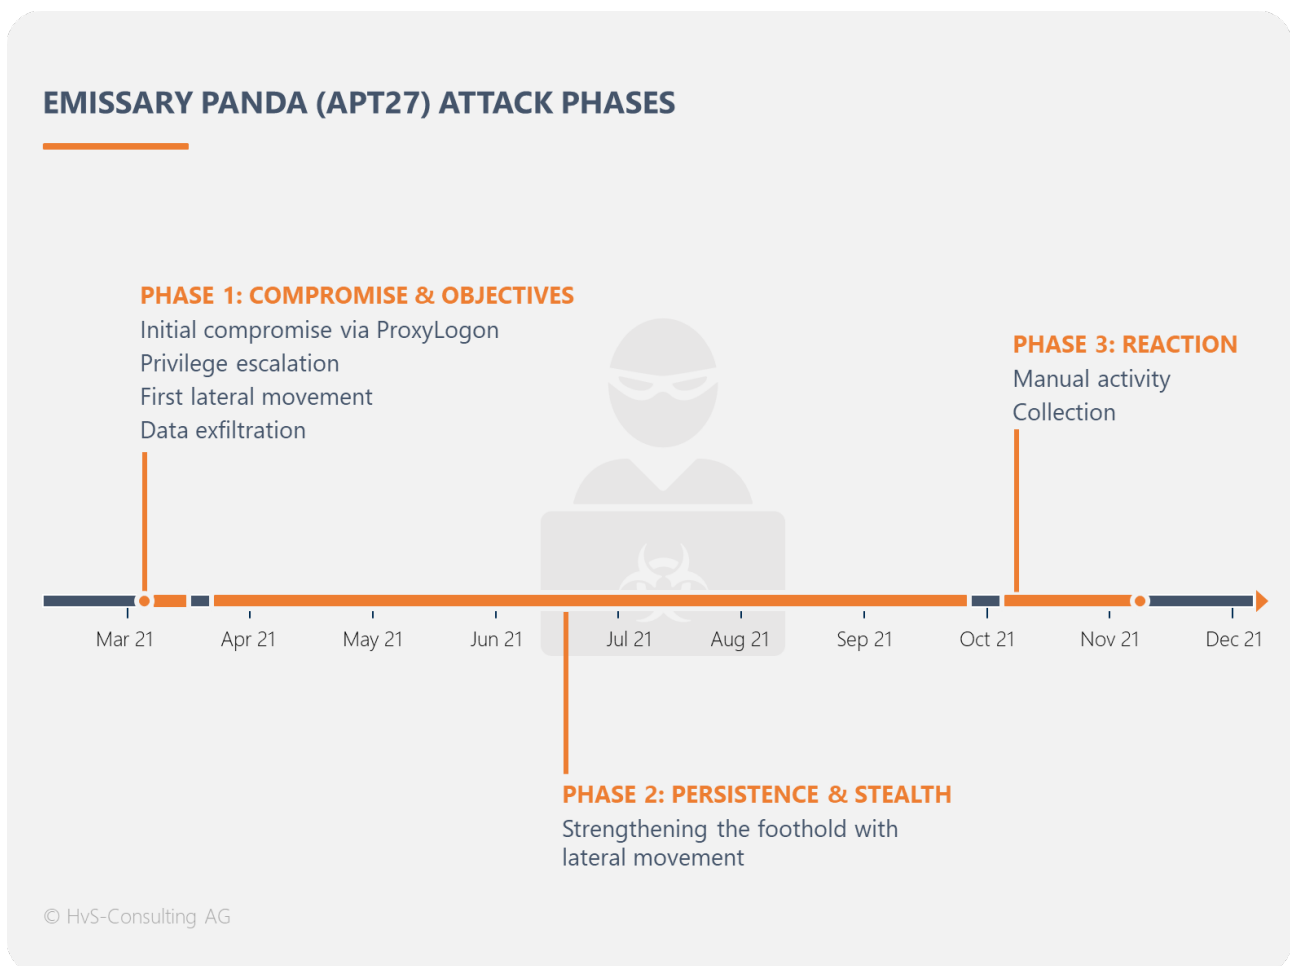 EMISSARY PANDA (APT27) ATTACK PHASES
PHASE 1: COMPROMISE & OBJECTIVES
Initial compromise via ProxyLogon
Privilege escalation
First lateral movement
Data exfiltration
PHASE 3: REACTION
Manual activity
Collection
Mar 21
Apr 21
May 21
Jun 21
Jul 21
Aug 21
Sep 21
Oct 21
Nov 21
Dec 21
PHASE 2: PERSISTENCE & STEALTH
Strengthening the foothold with
lateral movement
© HvS-Consulting AG